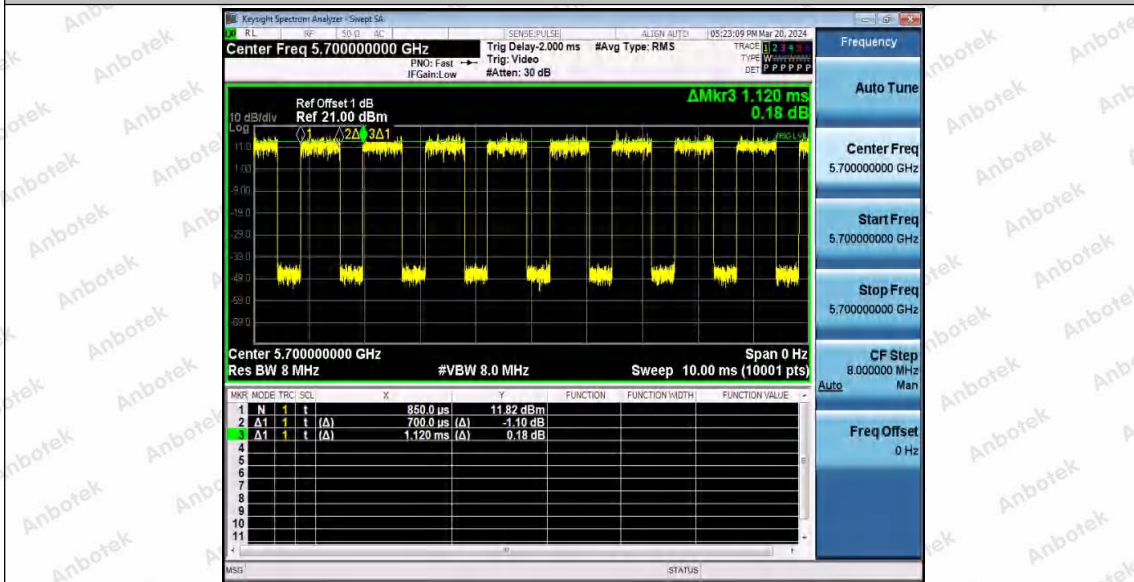 Keysight Spectrum Analyzer - Swept SA
RL RF 50 Ω AC SENSE:PULSE ALIGN AUTO 05:23:09 PM Mar 20, 2024
Center Freq 5.700000000 GHz
PNO: Fast
IFGain:Low
Trig Delay-2.000 ms
Trig: Video
#Atten: 30 dB
#Avg Type: RMS
TRACE 1 2 3 4 5 6
TYPE
DET P P P P P P
ΔMkr3 1.120 ms
0.18 dB
Ref Offset 1 dB
10 dB/div Ref 21.00 dBm
Log
1 2Δ 3Δ1
TRIG LVL
11.0
1.00
-9.00
-19.0
-29.0
-39.0
-49.0
-59.0
-69.0
Center 5.700000000 GHz Span 0 Hz
Res BW 8 MHz #VBW 8.0 MHz Sweep 10.00 ms (10001 pts)
MKR MODE TRC SCL X Y FUNCTION FUNCTION WIDTH FUNCTION VALUE
1 N 1 t 850.0 µs 11.82 dBm
2 Δ1 1 t (Δ) 700.0 µs (Δ) -1.10 dB
3 Δ1 1 t (Δ) 1.120 ms (Δ) 0.18 dB
4
5
6
7
8
9
10
11
MSG STATUS
Frequency
Auto Tune
Center Freq
5.700000000 GHz
Start Freq
5.700000000 GHz
Stop Freq
5.700000000 GHz
CF Step
8.000000 MHz
Auto Man
Freq Offset
0 Hz
Anbotek